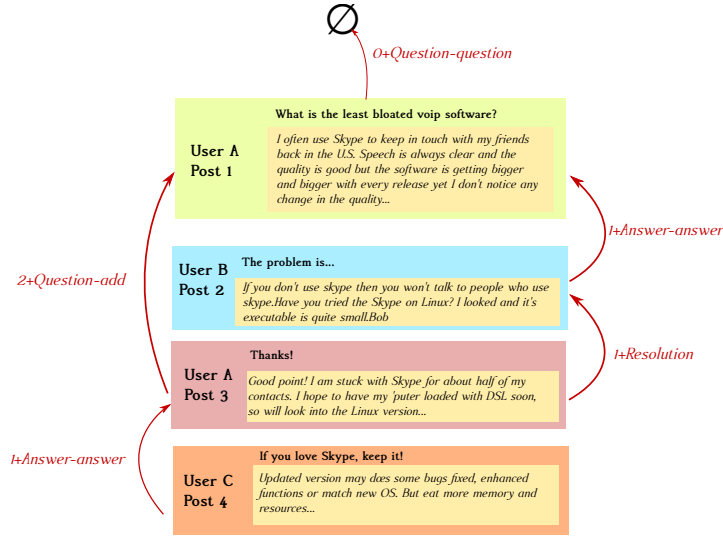 ∅
0+Question-question
What is the least bloated voip software?
User A
Post 1
I often use Skype to keep in touch with my friends
back in the U.S. Speech is always clear and the
quality is good but the software is getting bigger
and bigger with every release yet I don't notice any
change in the quality...
1+Answer-answer
User B
Post 2
The problem is...
If you don't use skype then you won't talk to people who use
skype.Have you tried the Skype on Linux? I looked and it's
executable is quite small.Bob
2+Question-add
Thanks!
User A
Post 3
Good point! I am stuck with Skype for about half of my
contacts. I hope to have my 'puter loaded with DSL soon,
so will look into the Linux version...
1+Resolution
1+Answer-answer
If you love Skype, keep it!
User C
Post 4
Updated version may dœs some bugs fixed, enhanced
functions or match new OS. But eat more memory and
resources...